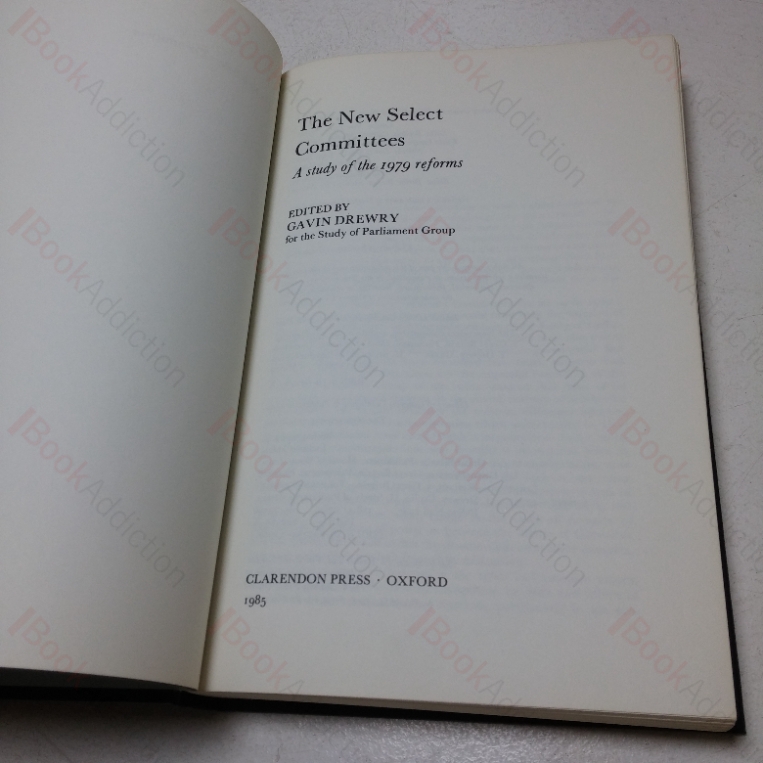 The New Select
Committees
A study of the 1979 reforms
EDITED BY
GAVIN DREWRY
for the Study of Parliament Group
CLARENDON PRESS · OXFORD
1985
BookAddiction